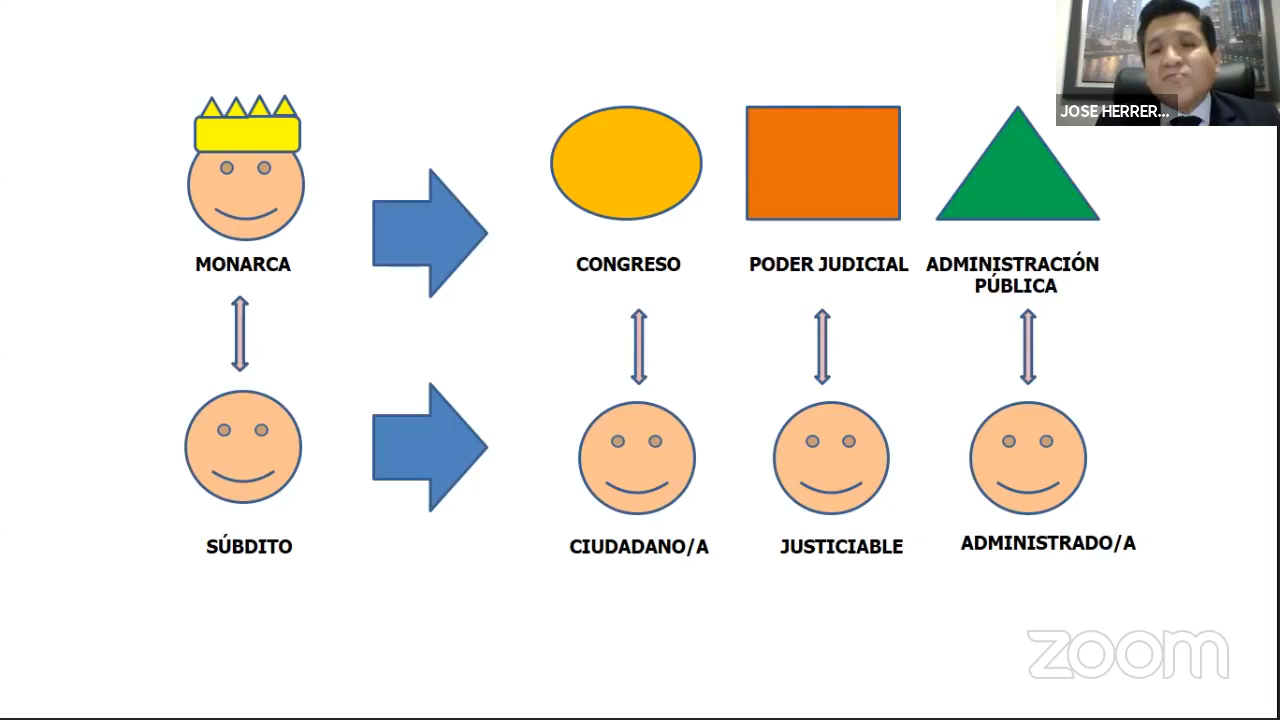 JOSE HERRER...
MONARCA
CONGRESO
PODER JUDICIAL
ADMINISTRACIÓN
PÚBLICA
SÚBDITO
CIUDADANO/A
JUSTICIABLE
ADMINISTRADO/A
zoom